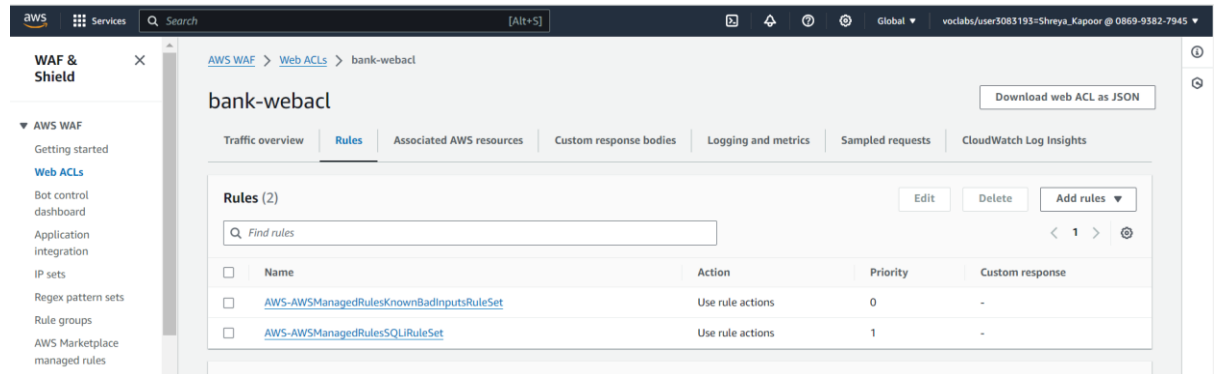 aws Services Search [Alt+S] Global voclabs/user3083193=Shreya_Kapoor @ 0869-9382-7945
WAF &
Shield
AWS WAF
Getting started
Web ACLs
Bot control
dashboard
Application
integration
IP sets
Regex pattern sets
Rule groups
AWS Marketplace
managed rules
AWS WAF > Web ACLs > bank-webacl
bank-webacl
Download web ACL as JSON
Traffic overview Rules Associated AWS resources Custom response bodies Logging and metrics Sampled requests CloudWatch Log Insights
Rules (2) Edit Delete Add rules
Find rules < 1 >
Name Action Priority Custom response
AWS-AWSManagedRulesKnownBadInputsRuleSet Use rule actions 0 -
AWS-AWSManagedRulesSQLiRuleSet Use rule actions 1 -